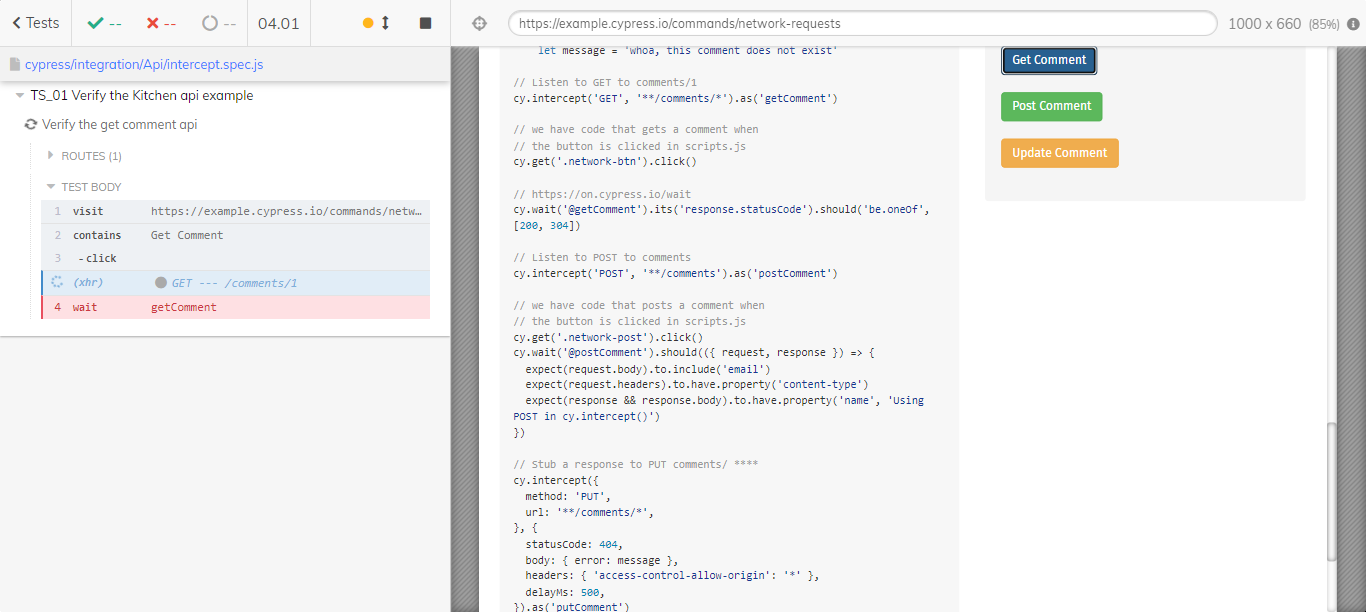 Tests
--
--
--
04.01
https://example.cypress.io/commands/network-requests
1000 x 660 (85%)
cypress/integration/Api/intercept.spec.js
TS_01 Verify the Kitchen api example
Verify the get comment api
ROUTES (1)
TEST BODY
1 visit https://example.cypress.io/commands/netw...
2 contains Get Comment
3 - click
(xhr) GET --- /comments/1
4 wait getComment
let message = 'whoa, this comment does not exist'
// Listen to GET to comments/1
cy.intercept('GET', '**/comments/*').as('getComment')
// we have code that gets a comment when
// the button is clicked in scripts.js
cy.get('.network-btn').click()
// https://on.cypress.io/wait
cy.wait('@getComment').its('response.statusCode').should('be.oneOf',
[200, 304])
// Listen to POST to comments
cy.intercept('POST', '**/comments').as('postComment')
// we have code that posts a comment when
// the button is clicked in scripts.js
cy.get('.network-post').click()
cy.wait('@postComment').should(({ request, response }) => {
expect(request.body).to.include('email')
expect(request.headers).to.have.property('content-type')
expect(response && response.body).to.have.property('name', 'Using
POST in cy.intercept()')
})
// Stub a response to PUT comments/ ****
cy.intercept({
method: 'PUT',
url: '**/comments/*',
}, {
statusCode: 404,
body: { error: message },
headers: { 'access-control-allow-origin': '*' },
delayMs: 500,
}).as('putComment')
Get Comment
Post Comment
Update Comment